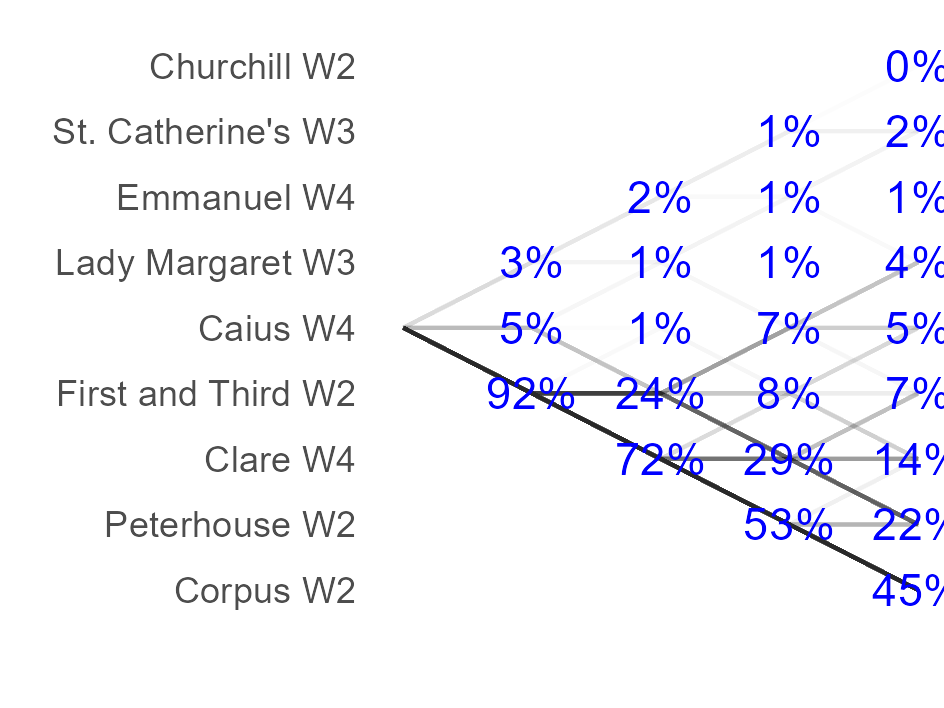 Churchill W2 0%
St. Catherine's W3 1% 2%
Emmanuel W4 2% 1% 1%
Lady Margaret W3 3% 1% 1% 4%
Caius W4 5% 1% 7% 5%
First and Third W2 92% 24% 8% 7%
Clare W4 72% 29% 14%
Peterhouse W2 53% 22%
Corpus W2 45%